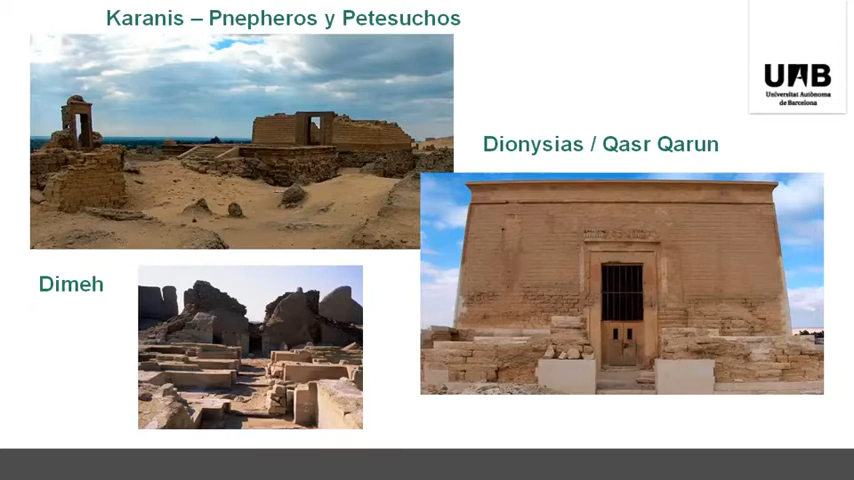 Karanis – Pnepheros y Petesuchos
UAB
Universitat Autònoma
de Barcelona
Dionysias / Qasr Qarun
Dimeh